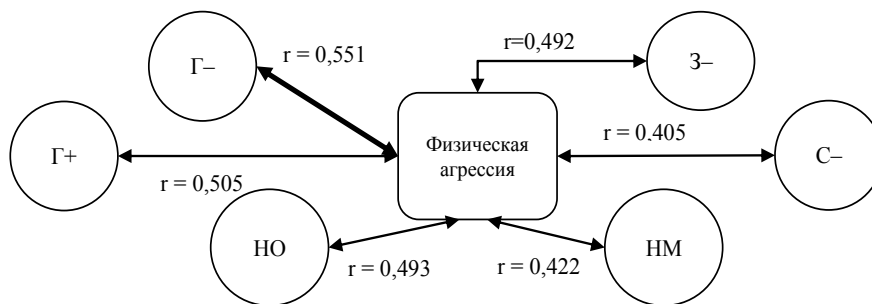 r = 0,551
r=0,492
Г–
З–
Физическая
агрессия
r = 0,405
Г+
С–
r = 0,505
НО
НМ
r = 0,493
r = 0,422